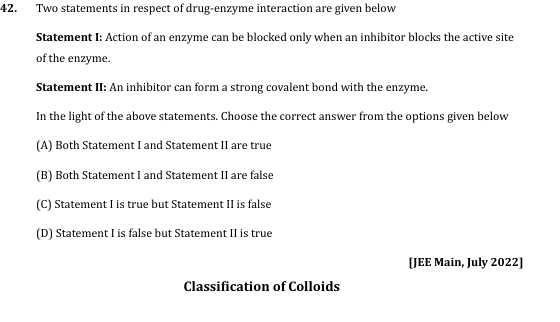 42. Two statements in respect of drug-enzyme interaction are given below
Statement I: Action of an enzyme can be blocked only when an inhibitor blocks the active site
of the enzyme.
Statement II: An inhibitor can form a strong covalent bond with the enzyme.
In the light of the above statements. Choose the correct answer from the options given below
(A) Both Statement I and Statement II are true
(B) Both Statement I and Statement II are false
(C) Statement I is true but Statement II is false
(D) Statement I is false but Statement II is true
[JEE Main, July 2022]
Classification of Colloids